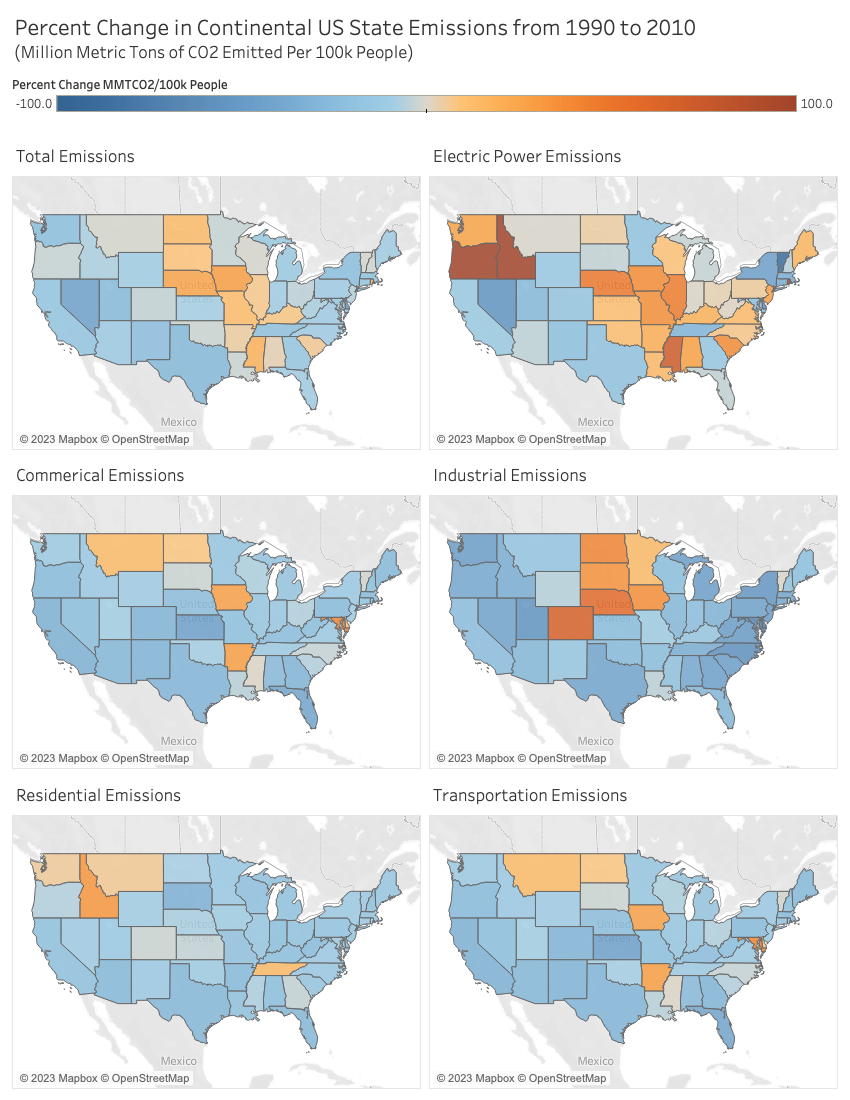 Percent Change in Continental US State Emissions from 1990 to 2010
(Million Metric Tons of CO2 Emitted Per 100k People)
Percent Change MMTCO2/100k People
-100.0 100.0
Total Emissions
Electric Power Emissions
United States
Mexico
© 2023 Mapbox © OpenStreetMap
United States
Mexico
© 2023 Mapbox © OpenStreetMap
Commerical Emissions
Industrial Emissions
United States
Mexico
© 2023 Mapbox © OpenStreetMap
United States
Mexico
© 2023 Mapbox © OpenStreetMap
Residential Emissions
Transportation Emissions
United States
Mexico
© 2023 Mapbox © OpenStreetMap
United States
Mexico
© 2023 Mapbox © OpenStreetMap